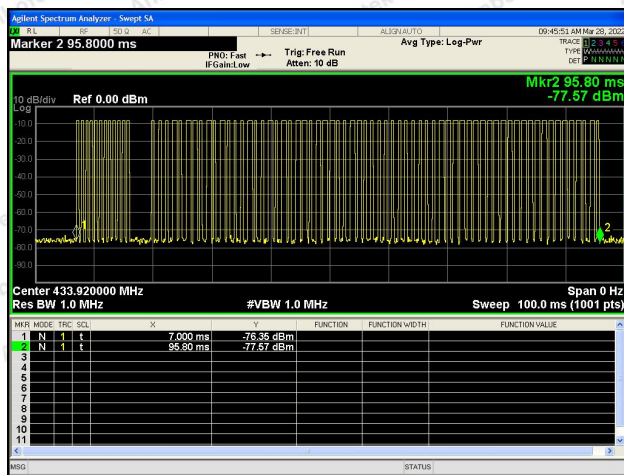 Agilent Spectrum Analyzer - Swept SA
RL RF 50 Ω AC SENSE:INT ALIGN AUTO 09:45:51 AM Mar 28, 2022
Marker 2 95.8000 ms Avg Type: Log-Pwr TRACE 1 2 3 4 5 6
PNO: Fast Trig: Free Run TYPE
IFGain:Low Atten: 10 dB DET P N N N N N
Mkr2 95.80 ms
10 dB/div Ref 0.00 dBm -77.57 dBm
Log
-10.0
-20.0
-30.0
-40.0
-50.0
-60.0
-70.0
-80.0
-90.0
1
2
Center 433.920000 MHz Span 0 Hz
Res BW 1.0 MHz #VBW 1.0 MHz Sweep 100.0 ms (1001 pts)
MKR MODE TRC SCL X Y FUNCTION FUNCTION WIDTH FUNCTION VALUE
1 N 1 t 7.000 ms -76.35 dBm
2 N 1 t 95.80 ms -77.57 dBm
3
4
5
6
7
8
9
10
11
MSG STATUS